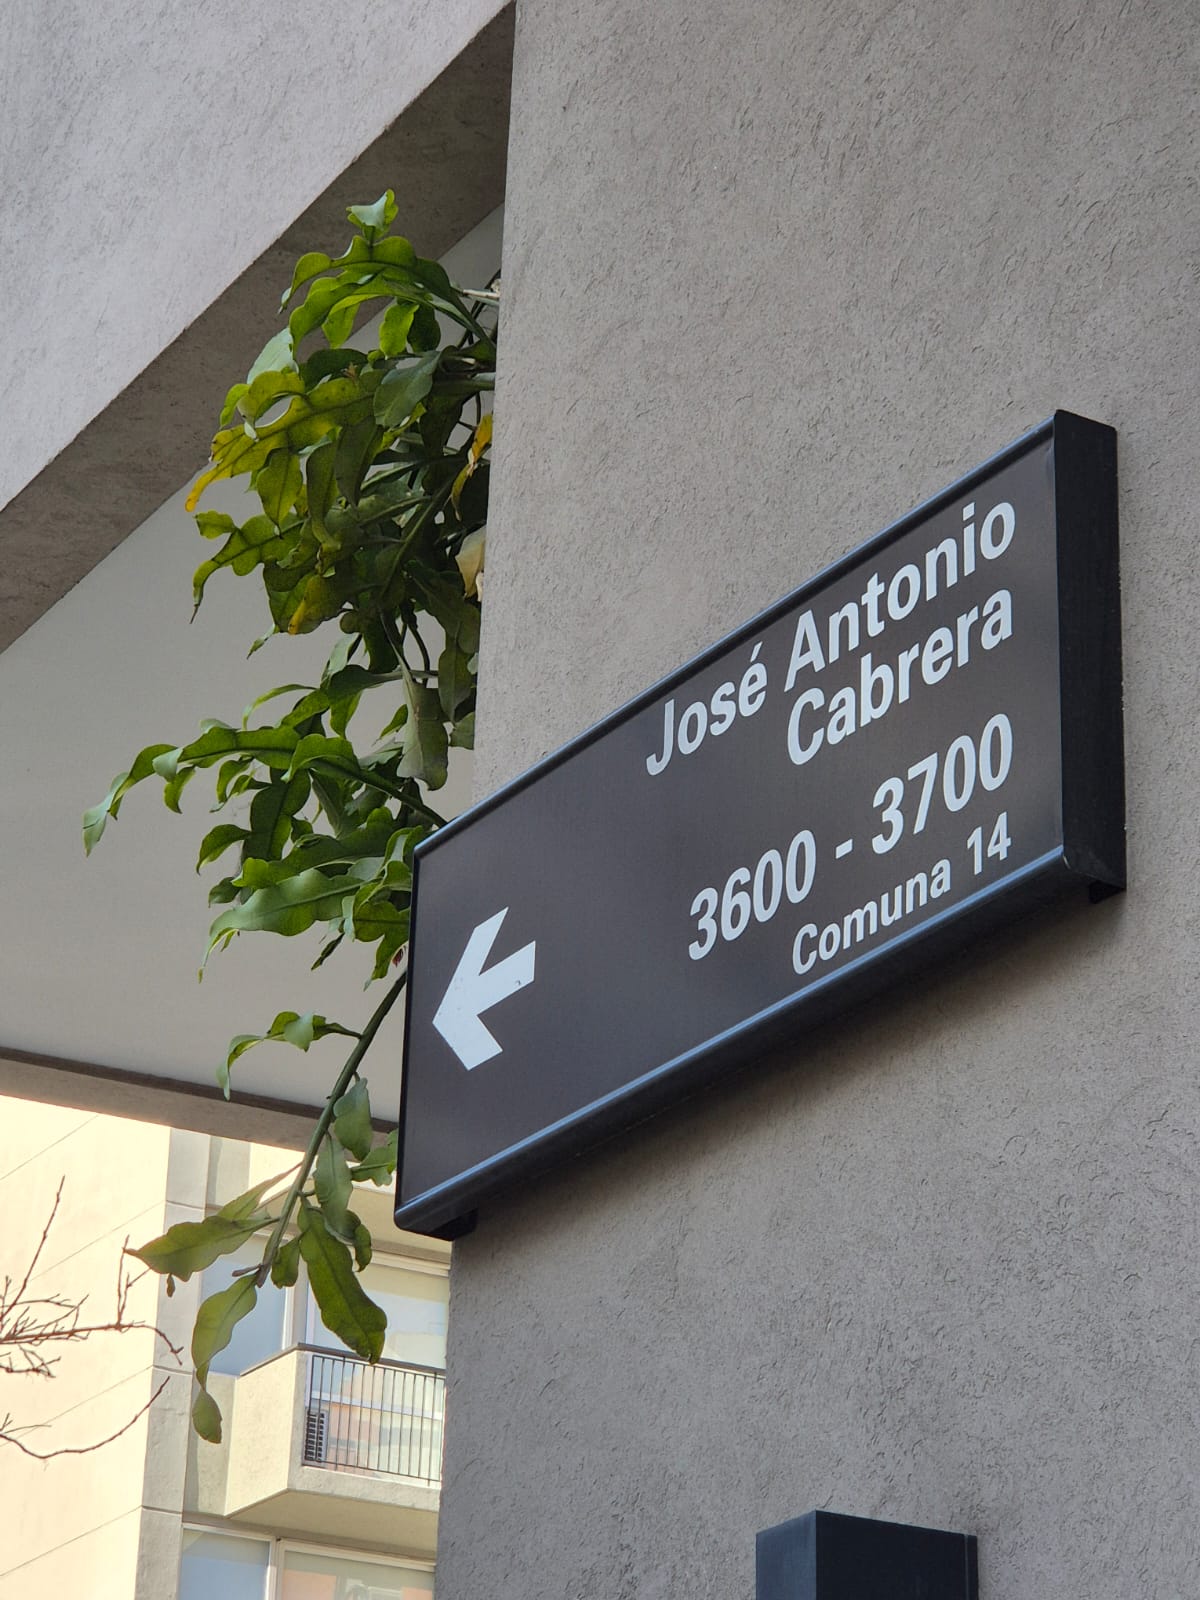 José Antonio
Cabrera
3600 - 3700
Comuna 14